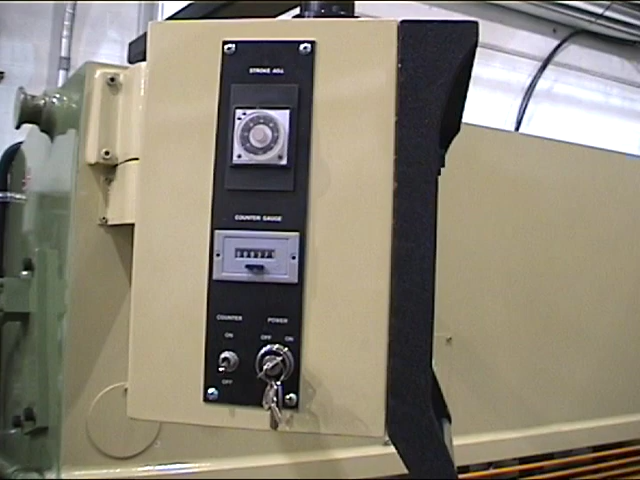 STROKE ADJ.
COUNTER GAUGE
COUNTER POWER
ON OFF ON
OFF